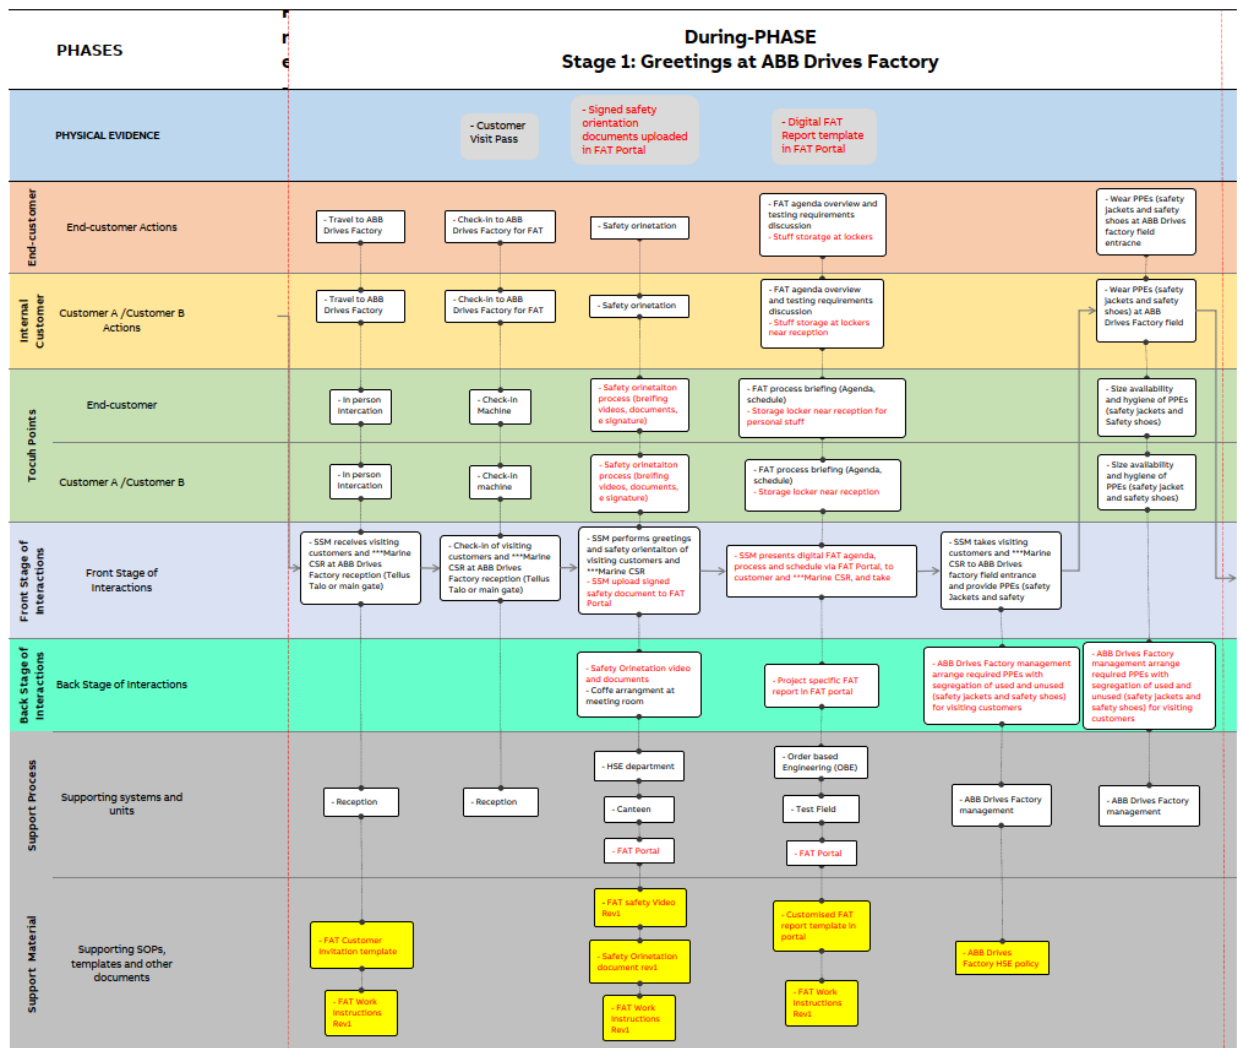 PHASES
r
r
e
During-PHASE
Stage 1: Greetings at ABB Drives Factory
PHYSICAL EVIDENCE
- Customer
Visit Pass
- Signed safety
orientation
documents uploaded
in FAT Portal
- Digital FAT
Report template
in FAT Portal
End-customer
End-customer Actions
- Travel to ABB
Drives Factory
- Check-in to ABB
Drives Factory for FAT
- Safety orinetation
- FAT agenda overview and
testing requirements
discussion
- Stuff storatge at lockers
- Wear PPEs (safety
jackets and safety
shoes at ABB Drives
factory field
entracne
Internal
Customer
Customer A /Customer B
Actions
- Travel to ABB
Drives Factory
- Check-in to ABB
Drives Factory for FAT
- Safety orinetation
- FAT agenda overview
and testing requirements
discussion
- Stuff storage at lockers
near reception
- Wear PPEs (safety
jackets and safety
shoes) at ABB
Drives Factory field
Tocuh Points
End-customer
- In person
Intercation
- Check-in
Machine
- Safety orinetaiton
process (breifing
videos, documents,
e signature)
- FAT process briefing (Agenda,
schedule)
- Storage locker near reception for
personal stuff
- Size availability
and hygiene of PPEs
(safety jackets and
Safety shoes)
Customer A /Customer B
- In person
Intercation
- Check-in
machine
- Safety orinetaiton
process (breifing
videos, documents,
e signature)
- FAT process briefing (Agenda,
schedule)
- Storage locker near reception
- Size availability
and hygiene of
PPEs (safety jacket
and safety shoes)
Front Stage of
Interactions
Front Stage of
Interactions
- SSM receives visiting
customers and ***Marine
CSR at ABB Drives
Factory reception (Tellus
Talo or main gate)
- Check-in of visiting
customers and ***Marine
CSR at ABB Drives
Factory reception (Tellus
Talo or main gate)
- SSM performs greetings
and safety orientaiton of
visiting customers and
***Marine CSR
- SSM upload signed
safety document to FAT
Portal
- SSM presents digital FAT agenda,
process and schedule via FAT Portal, to
customer and ***Marine CSR, and take
- SSM takes visiting
customers and ***Marine
CSR to ABB Drives
factory field entrance
and provide PPEs (safety
Jackets and safety
Back Stage of
Interactions
Back Stage of Interactions
- Safety Orinetation video
and documents
- Coffe arrangment at
meeting room
- Project specific FAT
report in FAT portal
- ABB Drives Factory management
arrange required PPEs with
segregation of used and unused
(safety jackets and safety shoes)
for visiting customers
- ABB Drives Factory
management arrange
required PPEs with
segregation of used and
unused (safety jackets and
safety shoes) for visiting
customers
Support Process
Supporting systems and
units
- Reception
- Reception
- HSE department
- Canteen
- FAT Portal
- Order based
Engineering (OBE)
- Test Field
- FAT Portal
- ABB Drives Factory
management
- ABB Drives Factory
management
Support Material
Supporting SOPs,
templates and other
documents
- FAT Customer
Invitation template
- FAT Work
Instructions
Rev1
- FAT safety Video
Rev1
- Safety Orinetation
document rev1
- FAT Work
Instructions
Rev1
- Customised FAT
report template in
portal
- FAT Work
Instructions
Rev1
- ABB Drives
Factory HSE policy